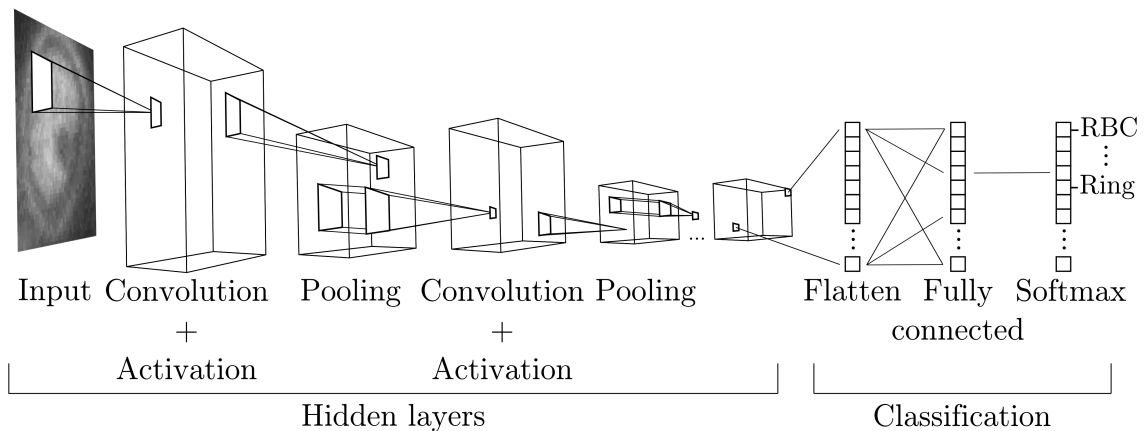 RBC
⋮
Ring
...
⋮ ⋮ ⋮
Input Convolution Pooling Convolution Pooling Flatten Fully Softmax
+ + connected
Activation Activation
Hidden layers Classification